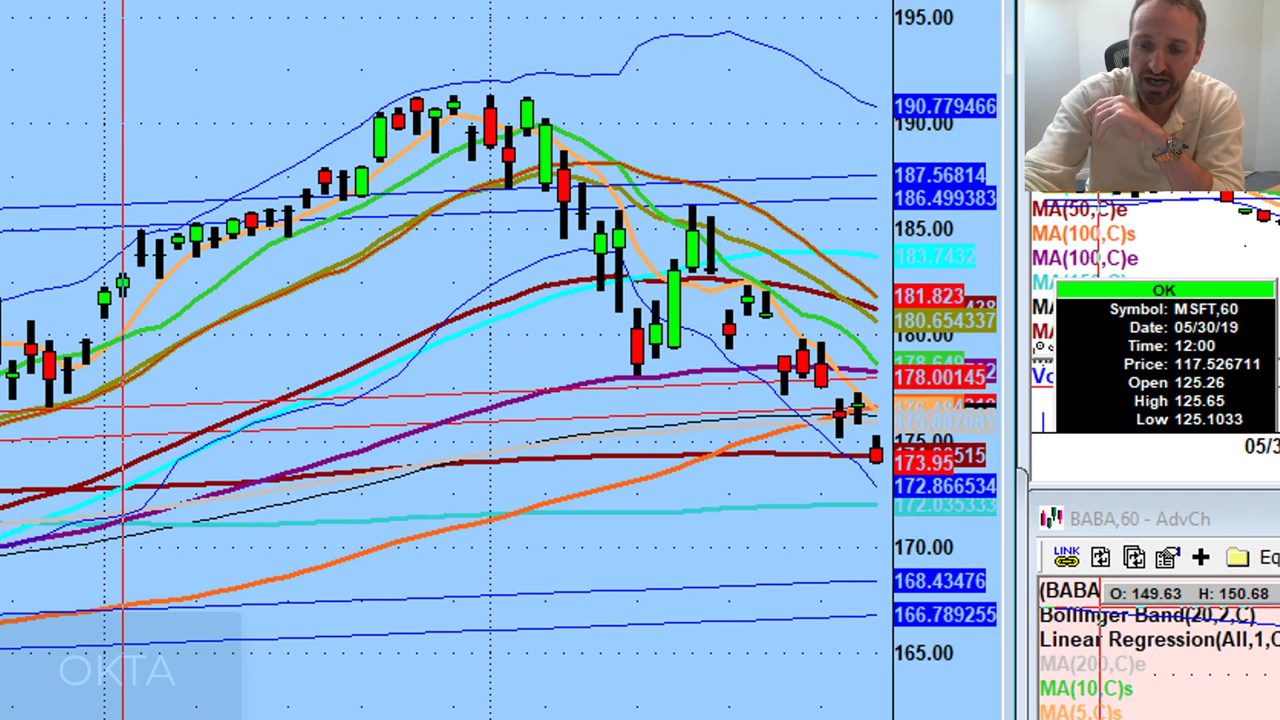 195.00
190.779466
190.00
187.56814
186.499383
185.00
183.7432
181.823
180.654337
180.00
178.649
178.00145
175.00
173.95
172.866534
172.035333
170.00
168.43476
166.789255
165.00
OKTA
MA(50,C)e
MA(100,C)s
MA(100,C)e
OK
Symbol: MSFT,60
Date: 05/30/19
Time: 12:00
Price: 117.526711
Open 125.26
High 125.65
Low 125.1033
05/3
BABA,60 - AdvCh
LINK
Eq
(BABA
O: 149.63 H: 150.68
Bollinger Band(20,2,C)
Linear Regression(All,1,C
MA(200,C)e
MA(10,C)s
MA(5,C)s